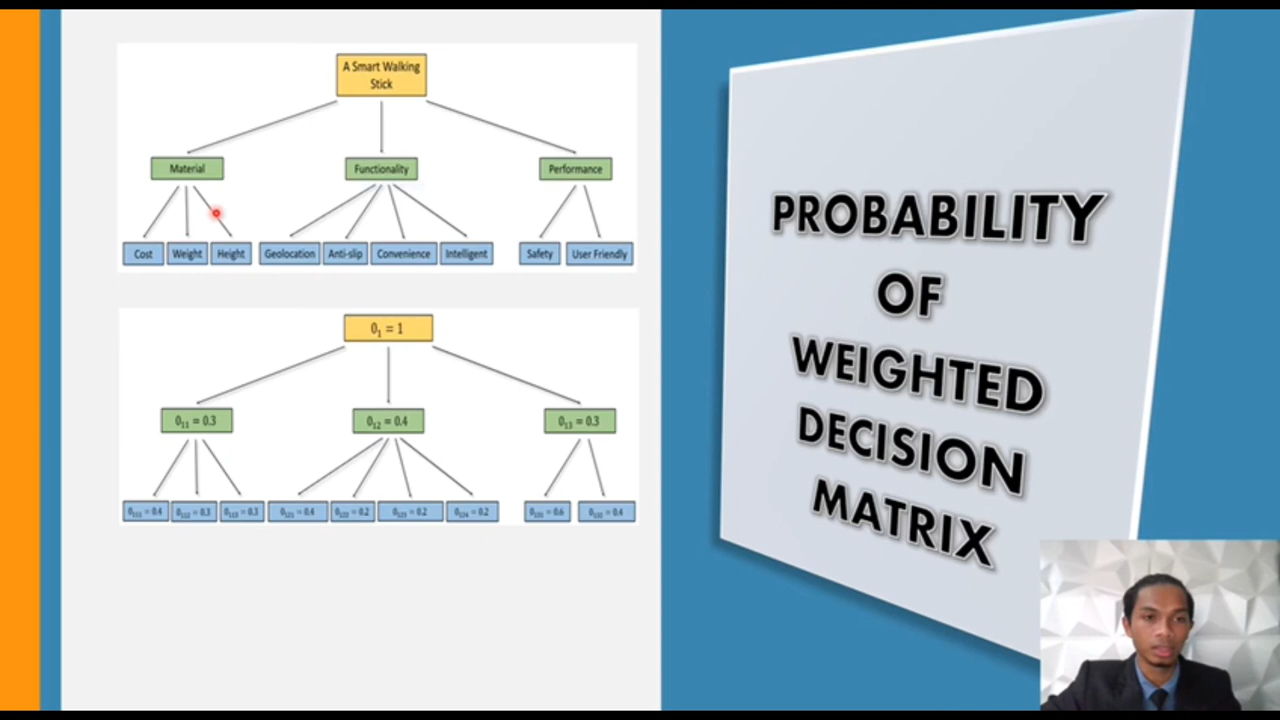 A Smart Walking
Stick
Material
Functionality
Performance
Cost
Weight
Height
Geolocation
Anti-slip
Convenience
Intelligent
Safety
User Friendly
0₁ = 1
0₁₁ = 0.3
0₁₂ = 0.4
0₁₃ = 0.3
0₁₁₁ = 0.4
0₁₁₂ = 0.3
0₁₁₃ = 0.3
0₁₂₁ = 0.4
0₁₂₂ = 0.2
0₁₂₃ = 0.2
0₁₂₄ = 0.2
0₁₃₁ = 0.6
0₁₃₂ = 0.4
PROBABILITY
OF
WEIGHTED
DECISION
MATRIX